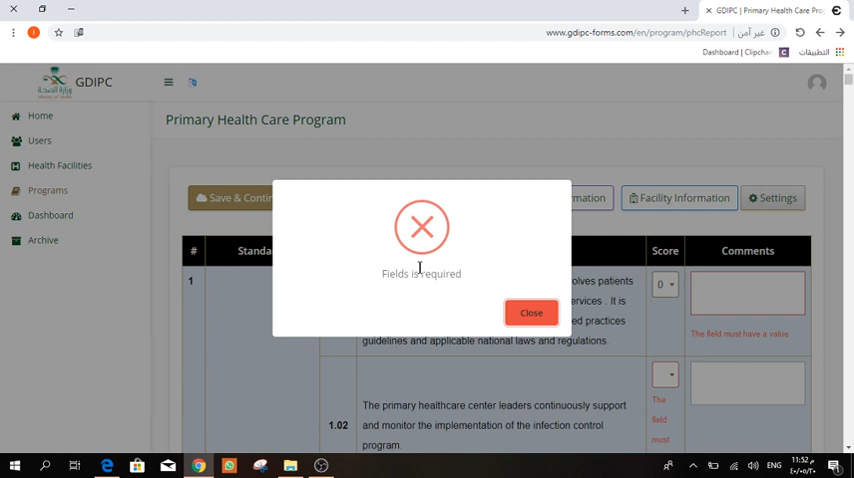 GDIPC | Primary Health Care Pro
www.gdipc-forms.com/en/program/phcReport
غير آمن
Dashboard | Clipchar
التطبيقات
وزارة الصحة
GDIPC
Home
Users
Health Facilities
Programs
Dashboard
Archive
Primary Health Care Program
Save & Contin
rmation
Facility Information
Settings
#
Standa
Score
Comments
1
olves patients
ervices . It is
ed practices
guidelines and applicable national laws and regulations.
0
The field must have a value.
1.02
The primary healthcare center leaders continuously support
and monitor the implementation of the infection control
program.
The
field
must
Fields is required
Close
ENG
11:52 م